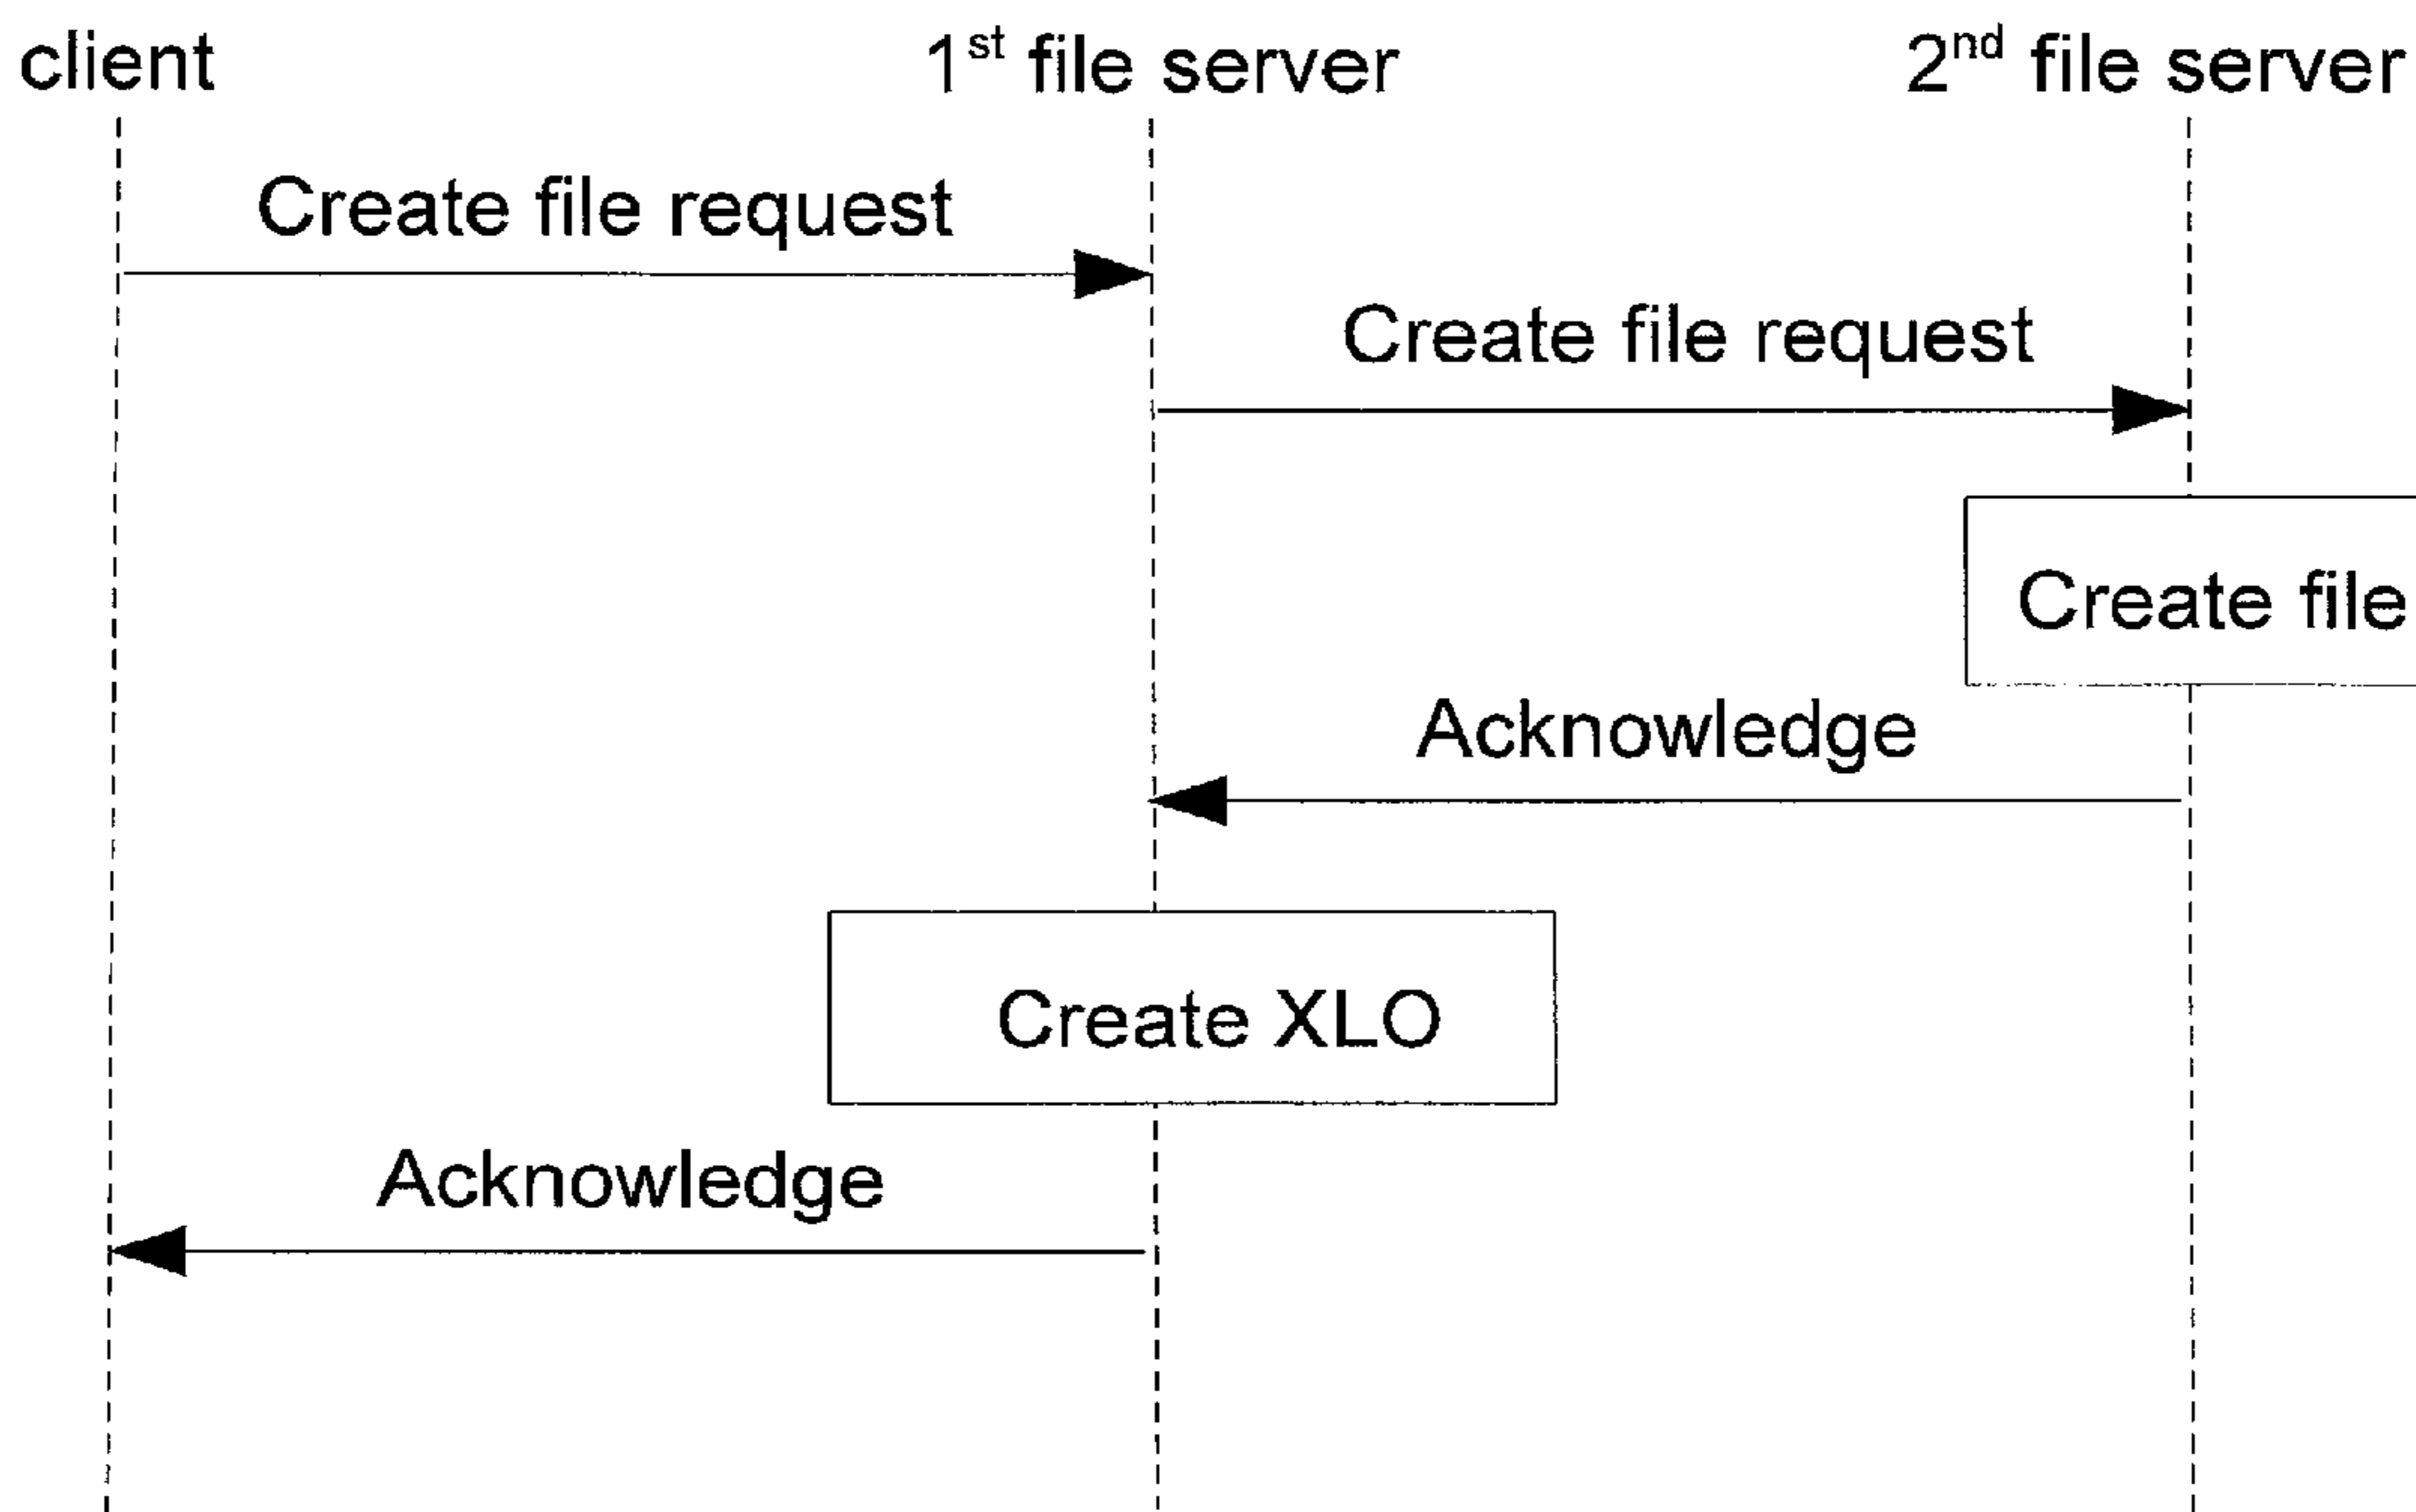 client
1st file server
2nd file server
Create file request
Create file request
Create file
Acknowledge
Create XLO
Acknowledge